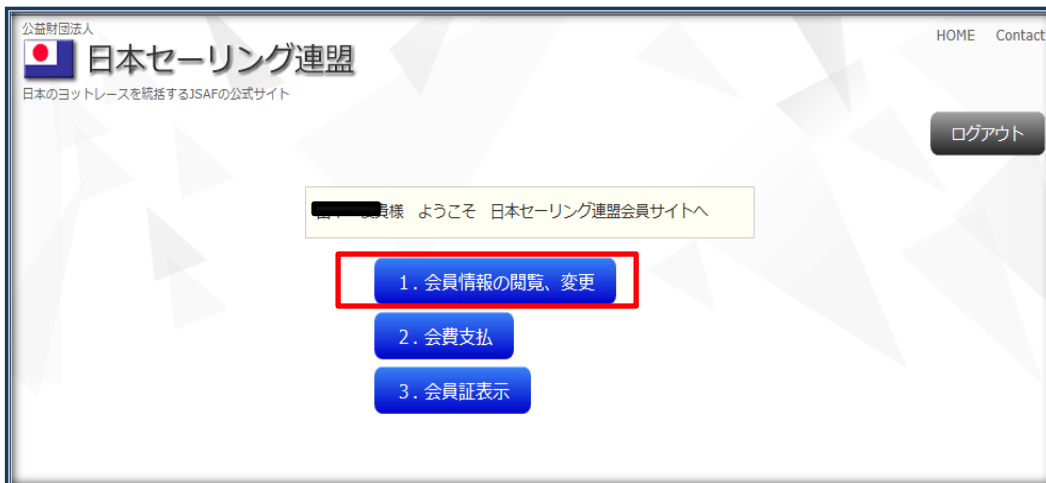 公益財団法人
日本セーリング連盟
日本のヨットレースを統括するJSAFの公式サイト
HOME Contact
ログアウト
様 ようこそ 日本セーリング連盟会員サイトへ
1．会員情報の閲覧、変更
2．会費支払
3．会員証表示